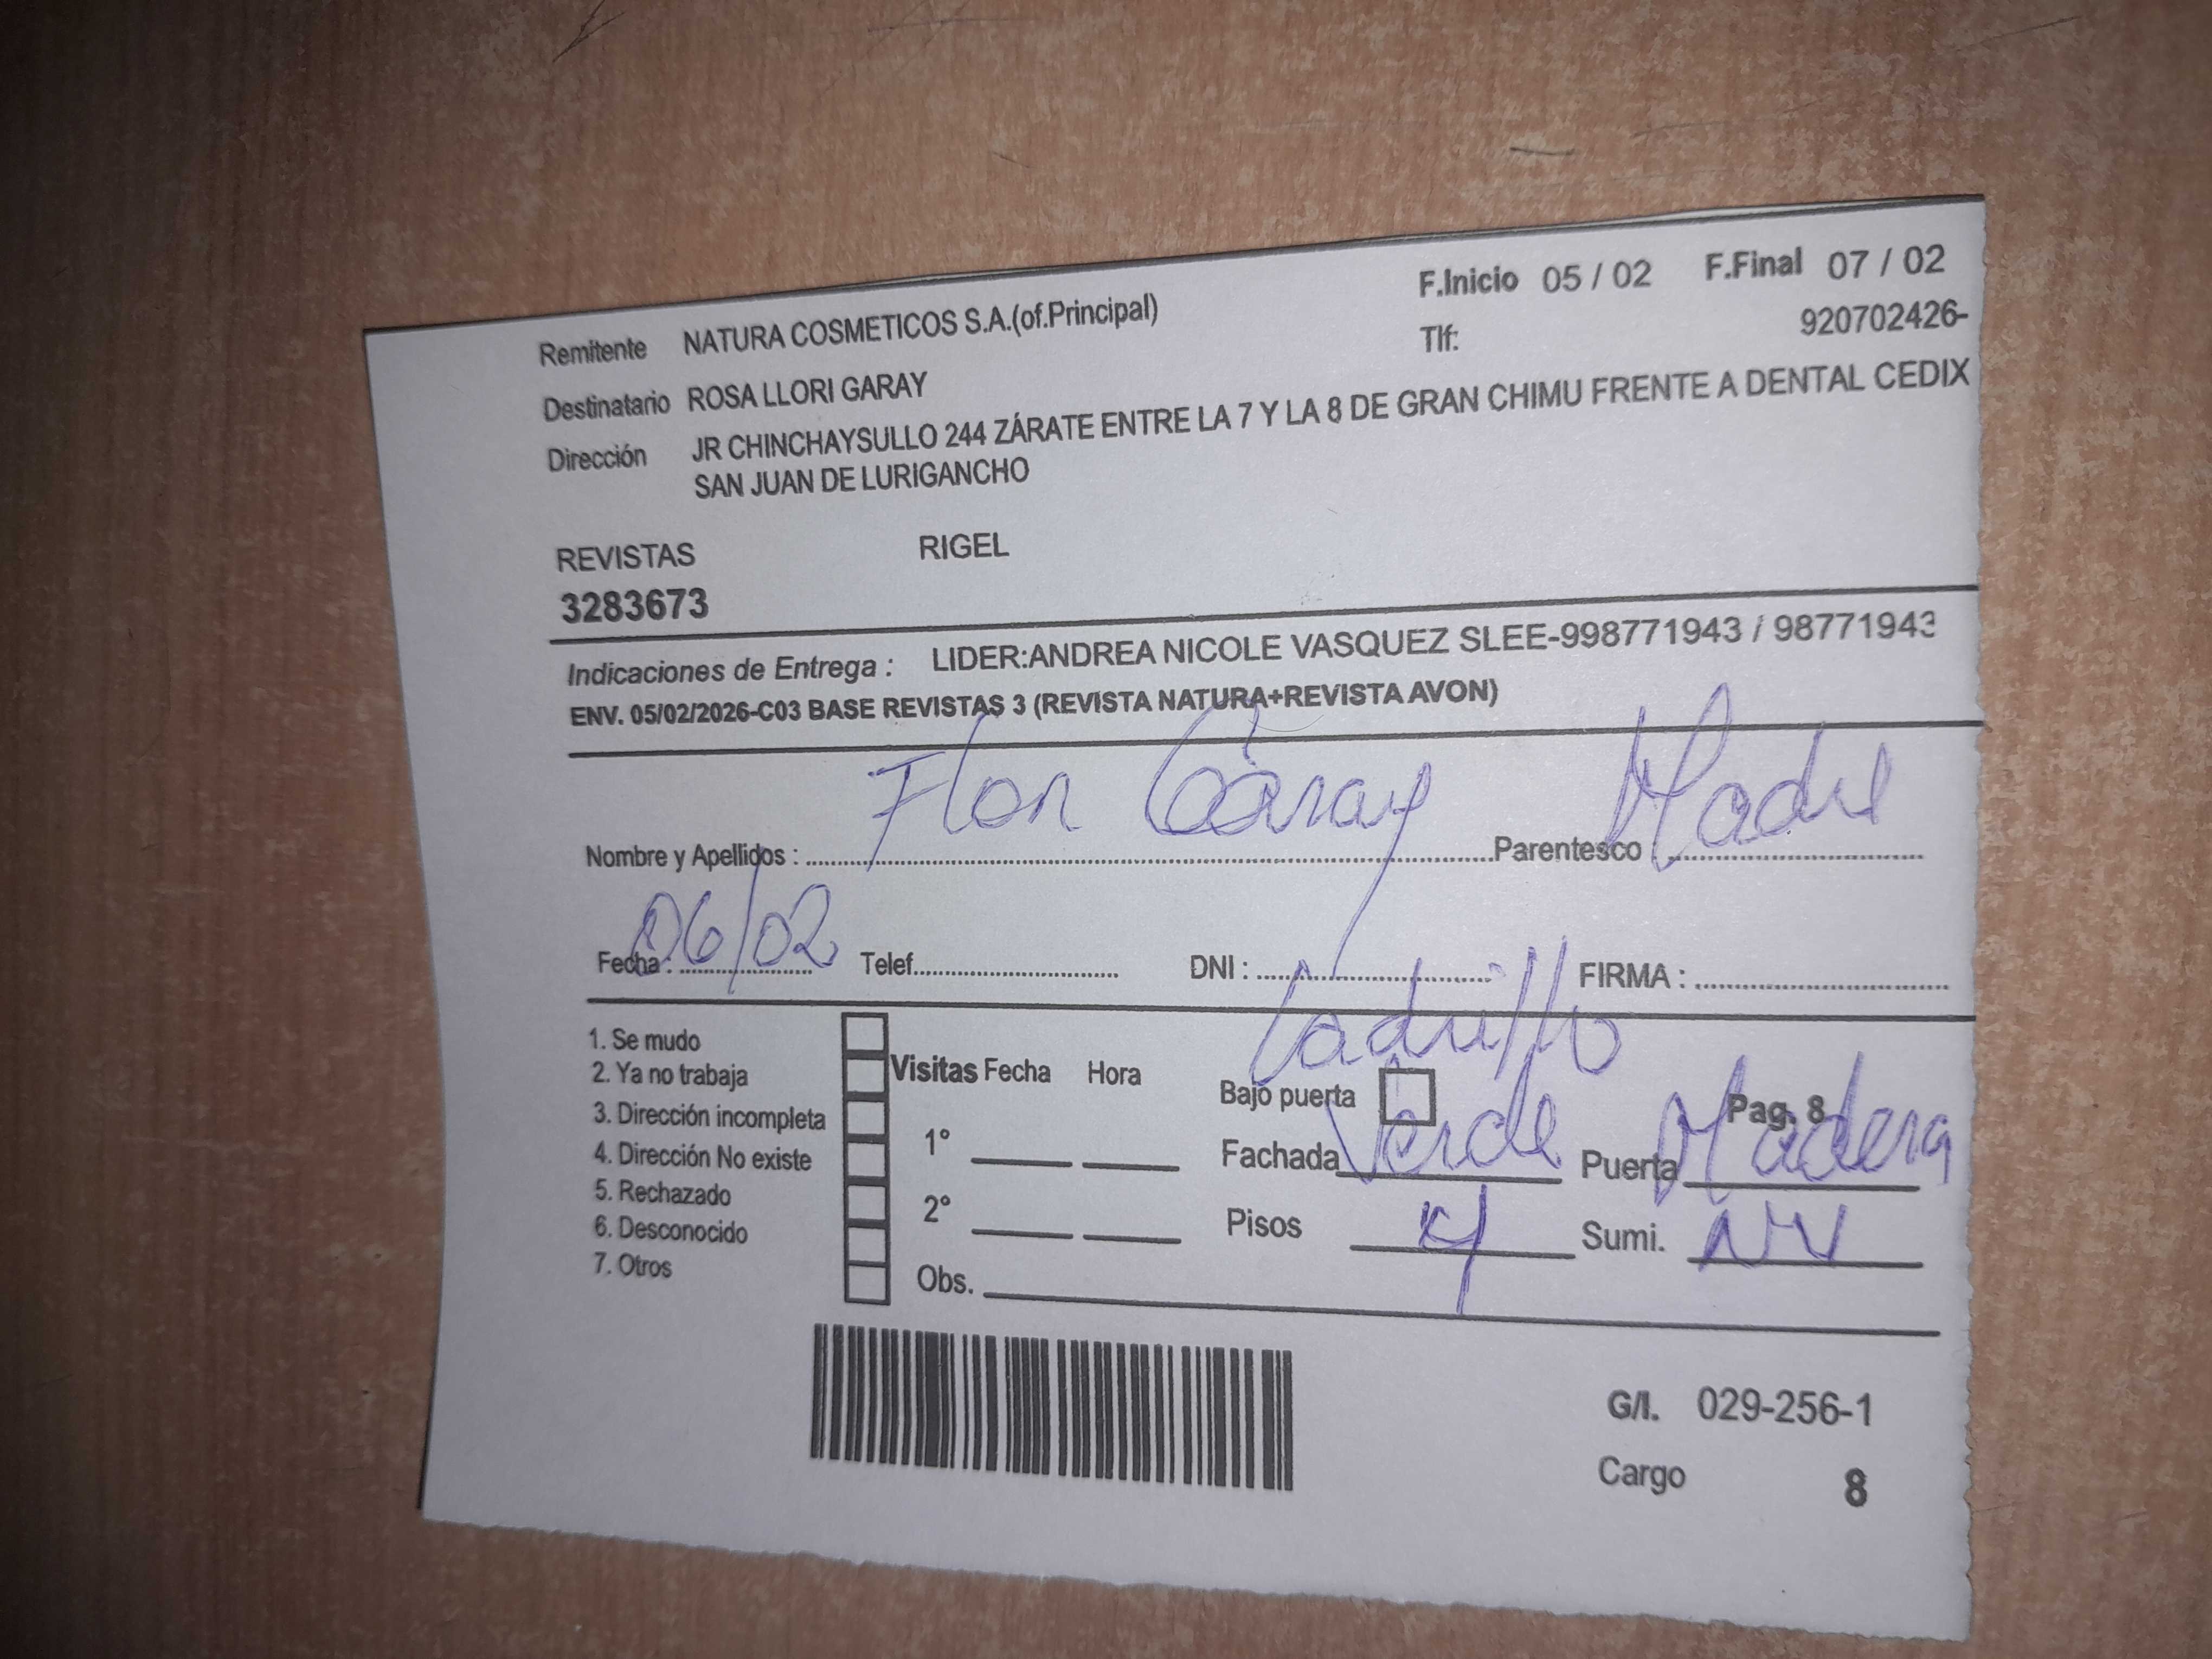 F.Inicio 05 / 02 F.Final 07 / 02
Remitente NATURA COSMETICOS S.A.(of.Principal) Tlf: 920702426-
Destinatario ROSA LLORI GARAY
Dirección JR CHINCHAYSULLO 244 ZÁRATE ENTRE LA 7 Y LA 8 DE GRAN CHIMU FRENTE A DENTAL CEDIX
SAN JUAN DE LURIGANCHO
REVISTAS RIGEL
3283673
Indicaciones de Entrega : LIDER:ANDREA NICOLE VASQUEZ SLEE-998771943 / 98771943
ENV. 05/02/2026-C03 BASE REVISTAS 3 (REVISTA NATURA+REVISTA AVON)
Nombre y Apellidos : Flor Garay Parentesco Madre
Fecha : 06/02 Telef. DNI : FIRMA :
Ladrillo
1. Se mudo
2. Ya no trabaja Visitas Fecha Hora Bajo puerta Pag. 8
3. Dirección incompleta
4. Dirección No existe 1° Fachada Verde Puerta Madera
5. Rechazado
6. Desconocido 2° Pisos 4 Sumi. NV
7. Otros Obs.
G/I. 029-256-1
Cargo 8